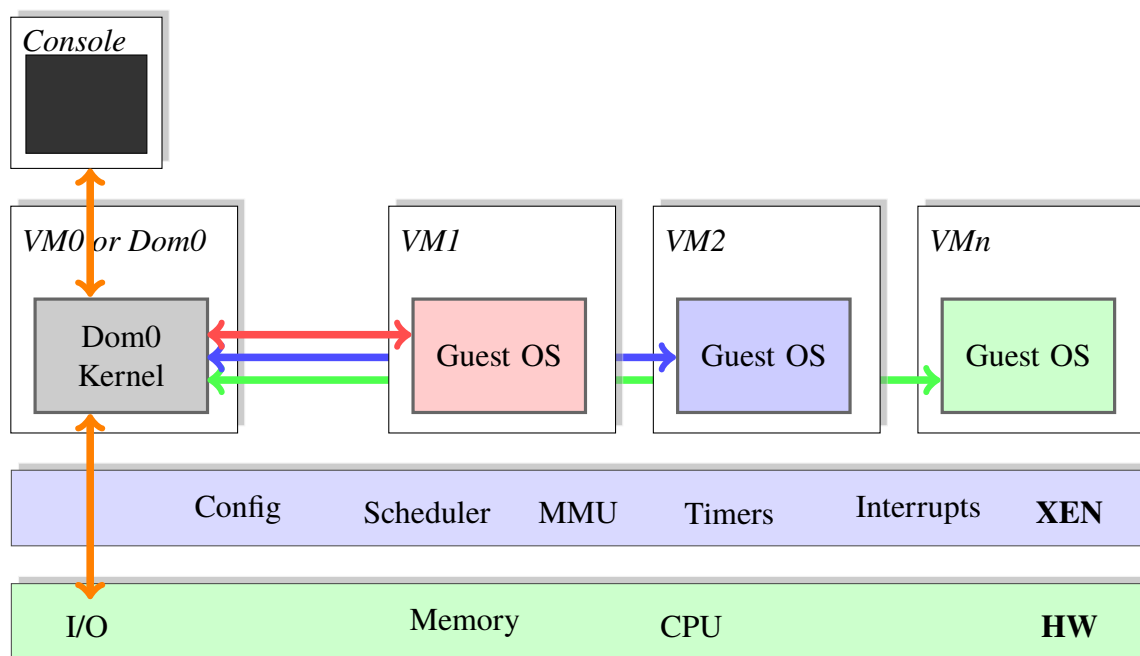 Console
VM0 or Dom0
VM1
VM2
VMn
Dom0
Kernel
Guest OS
Guest OS
Guest OS
Config
Scheduler
MMU
Timers
Interrupts
XEN
I/O
Memory
CPU
HW